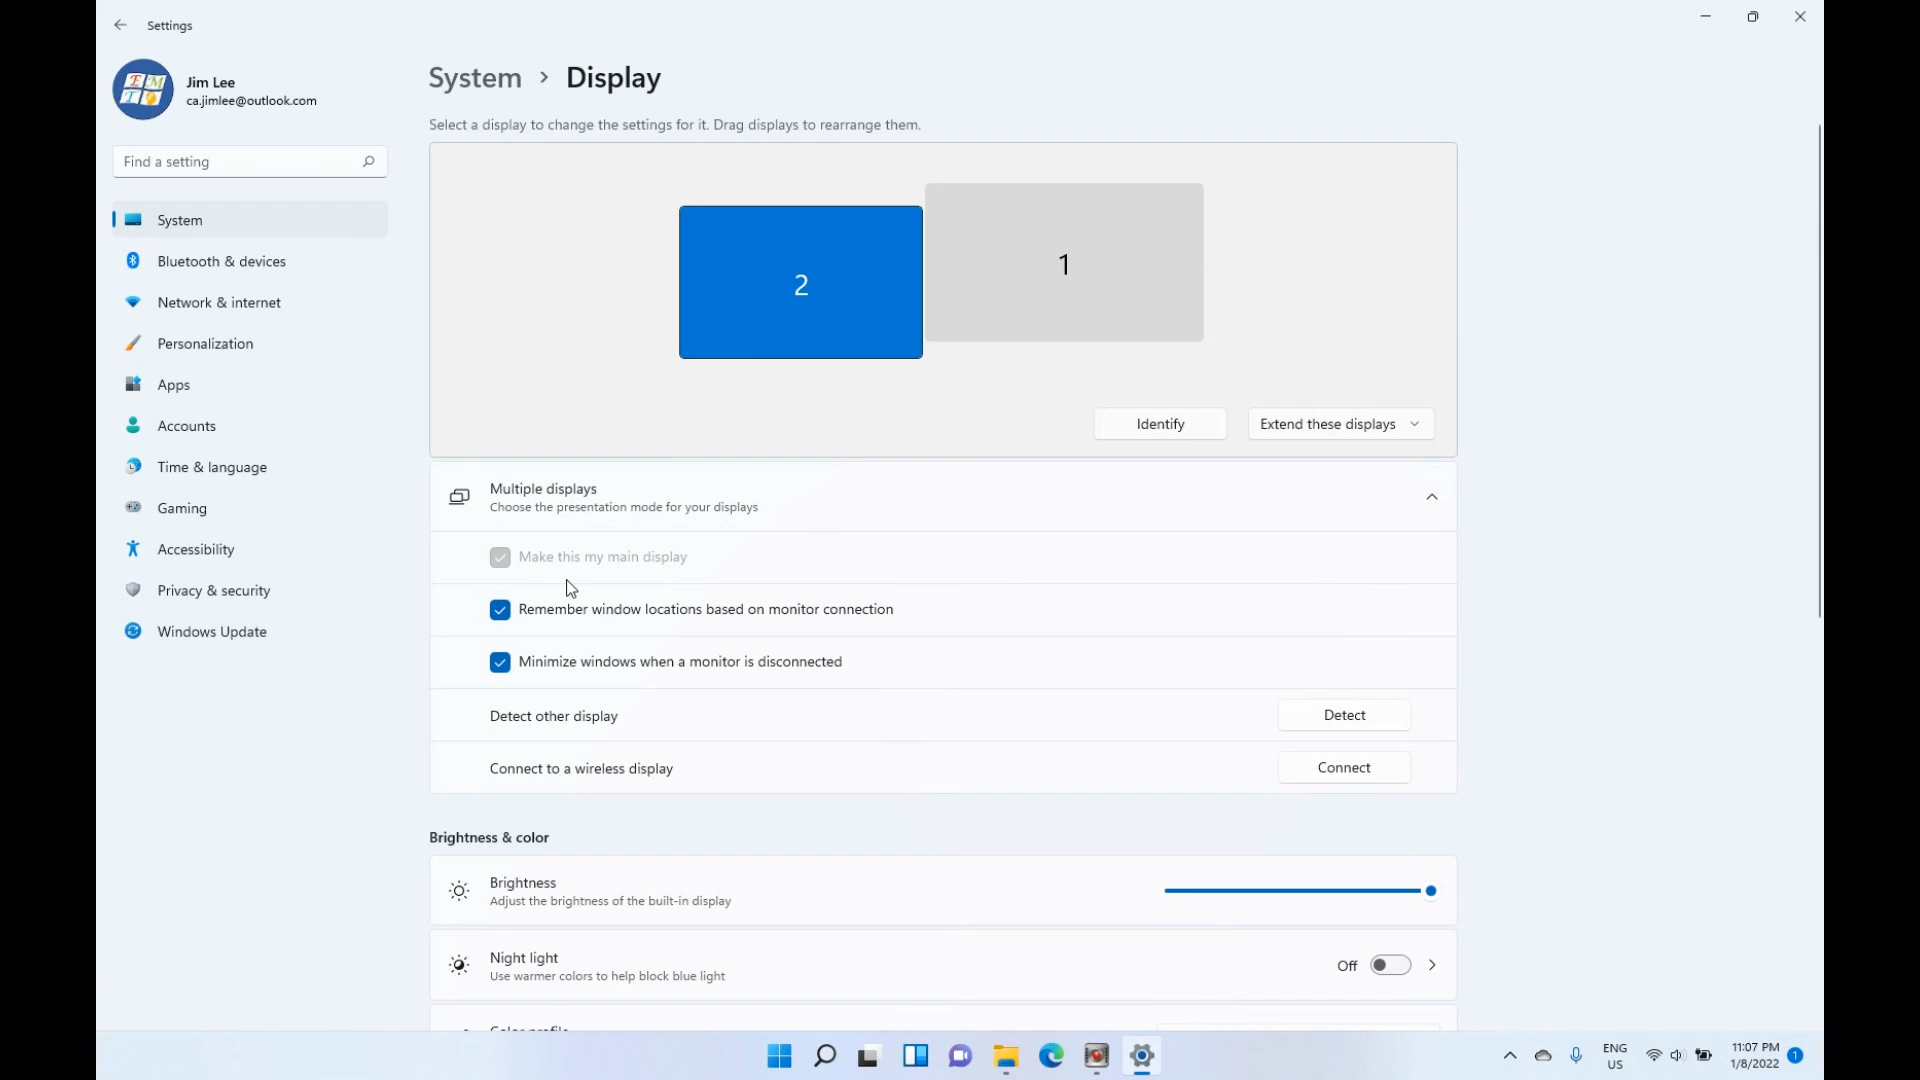 Settings
Jim Lee
ca.jimlee@outlook.com
Find a setting
System
Bluetooth & devices
Network & internet
Personalization
Apps
Accounts
Time & language
Gaming
Accessibility
Privacy & security
Windows Update
System > Display
Select a display to change the settings for it. Drag displays to rearrange them.
2
1
Identify
Extend these displays
Multiple displays
Choose the presentation mode for your displays
Make this my main display
Remember window locations based on monitor connection
Minimize windows when a monitor is disconnected
Detect other display
Detect
Connect to a wireless display
Connect
Brightness & color
Brightness
Adjust the brightness of the built-in display
Night light
Use warmer colors to help block blue light
Off
Color profile
ENG
US
11:07 PM
1/8/2022
1